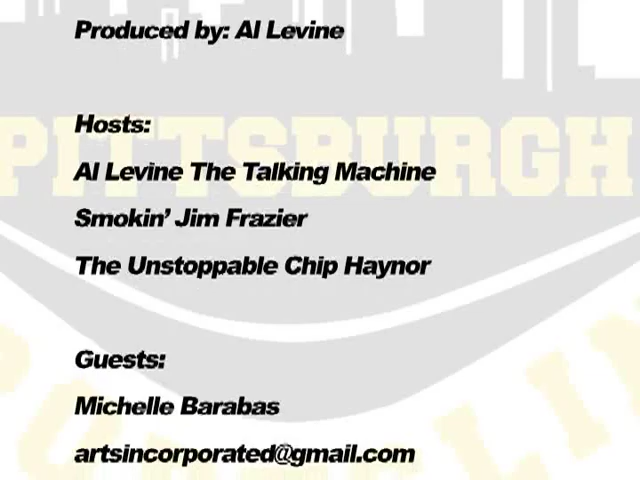 Produced by: Al Levine
Hosts:
PITTSBURGH
Al Levine The Talking Machine
Smokin' Jim Frazier
The Unstoppable Chip Haynor
Guests:
Michelle Barabas
artsincorporated@gmail.com